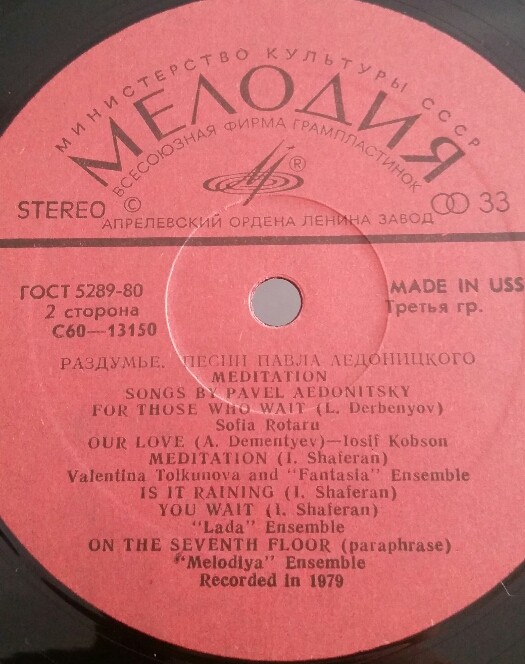 МИНИСТЕРСТВО КУЛЬТУРЫ СССР
МЕЛОДИЯ
ВСЕСОЮЗНАЯ ФИРМА ГРАМПЛАСТИНОК
®
STEREO ©
33
АПРЕЛЕВСКИЙ ОРДЕНА ЛЕНИНА ЗАВОД
ГОСТ 5289-80
MADE IN USS
2 сторона
Третья гр.
С60—13150
РАЗДУМЬЕ. ПЕСНИ ПАВЛА АЕДОНИЦКОГО
MEDITATION
SONGS BY PAVEL AEDONITSKY
FOR THOSE WHO WAIT (L. Derbenyov)
Sofia Rotaru
OUR LOVE (A. Dementyev)—Iosif Kobson
MEDITATION (I. Shaferan)
Valentina Tolkunova and "Fantasia" Ensemble
IS IT RAINING (I. Shaferan)
YOU WAIT (I. Shaferan)
"Lada" Ensemble
ON THE SEVENTH FLOOR (paraphrase)
"Melodiya" Ensemble
Recorded in 1979